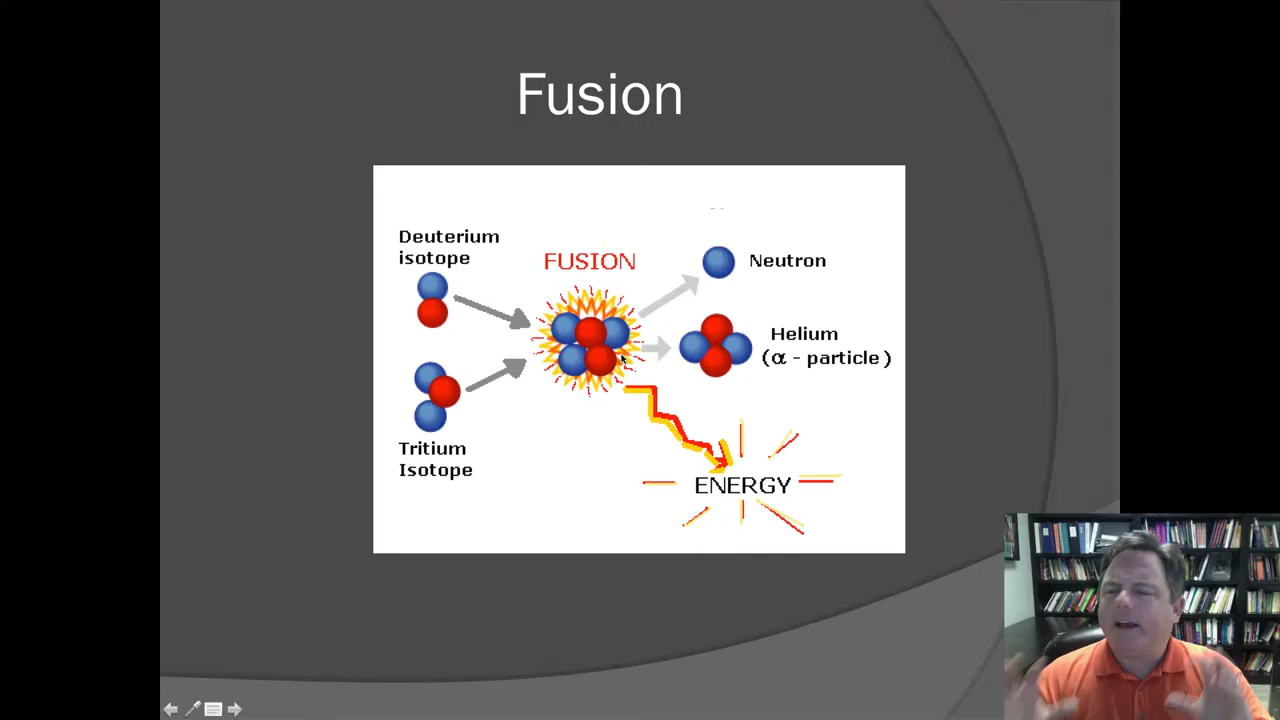 Fusion
Deuterium
isotope
FUSION
Neutron
Helium
(α - particle)
Tritium
Isotope
ENERGY